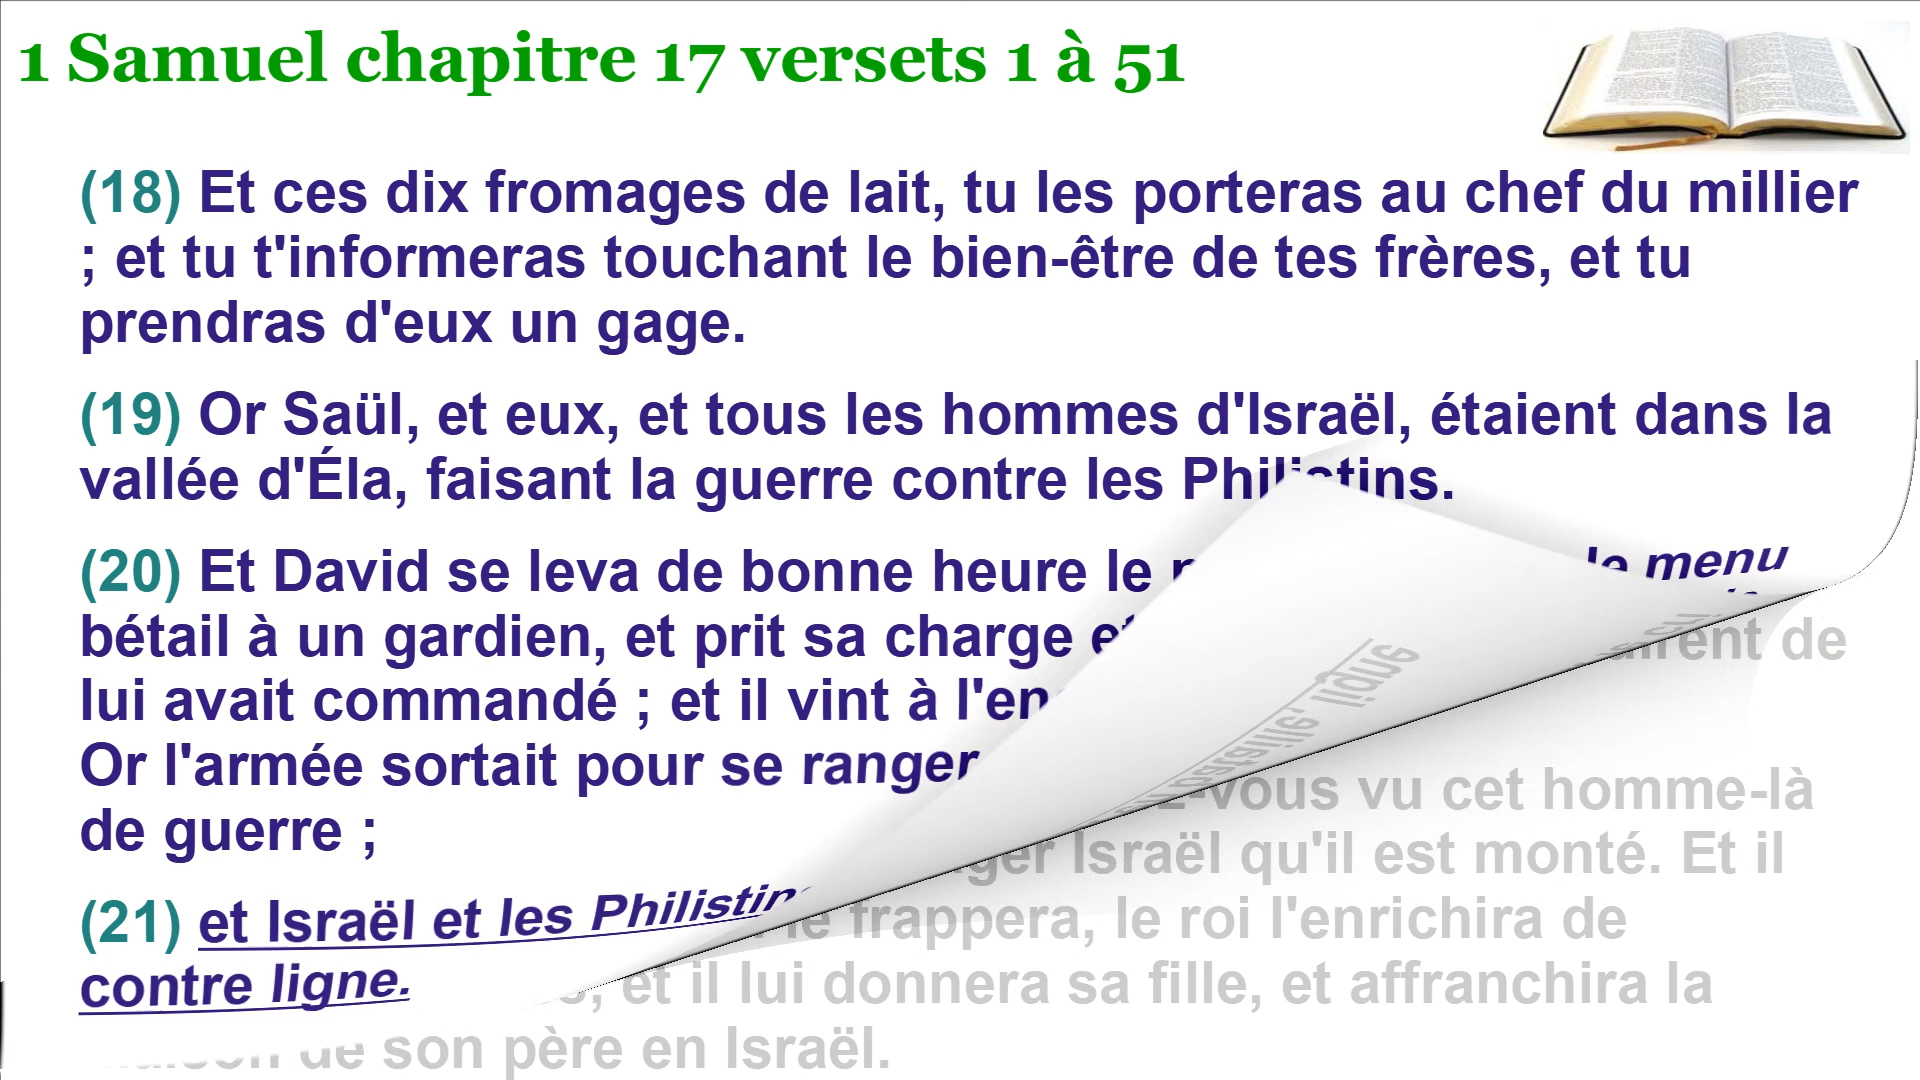 1 Samuel chapitre 17 versets 1 à 51
(18) Et ces dix fromages de lait, tu les porteras au chef du millier
; et tu t'informeras touchant le bien-être de tes frères, et tu
prendras d'eux un gage.
(19) Or Saül, et eux, et tous les hommes d'Israël, étaient dans la
vallée d'Éla, faisant la guerre contre les Philistins.
(20) Et David se leva de bonne heure le menu
bétail à un gardien, et prit sa charge
lui avait commandé ; et il vint à
Or l'armée sortait pour se ranger
de guerre ;
(21) et Israël et les Philistins
contre ligne.
de
vous vu cet homme-là
Israël qu'il est monté. Et il
frappera, le roi l'enrichira de
et il lui donnera sa fille, et affranchira la
de son père en Israël.